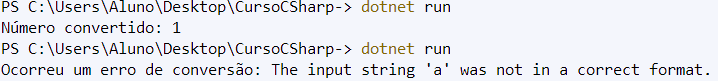 PS C:\Users\Aluno\Desktop\CursoCSharp-> dotnet run
Número convertido: 1
PS C:\Users\Aluno\Desktop\CursoCSharp-> dotnet run
Ocorreu um erro de conversão: The input string 'a' was not in a correct format.